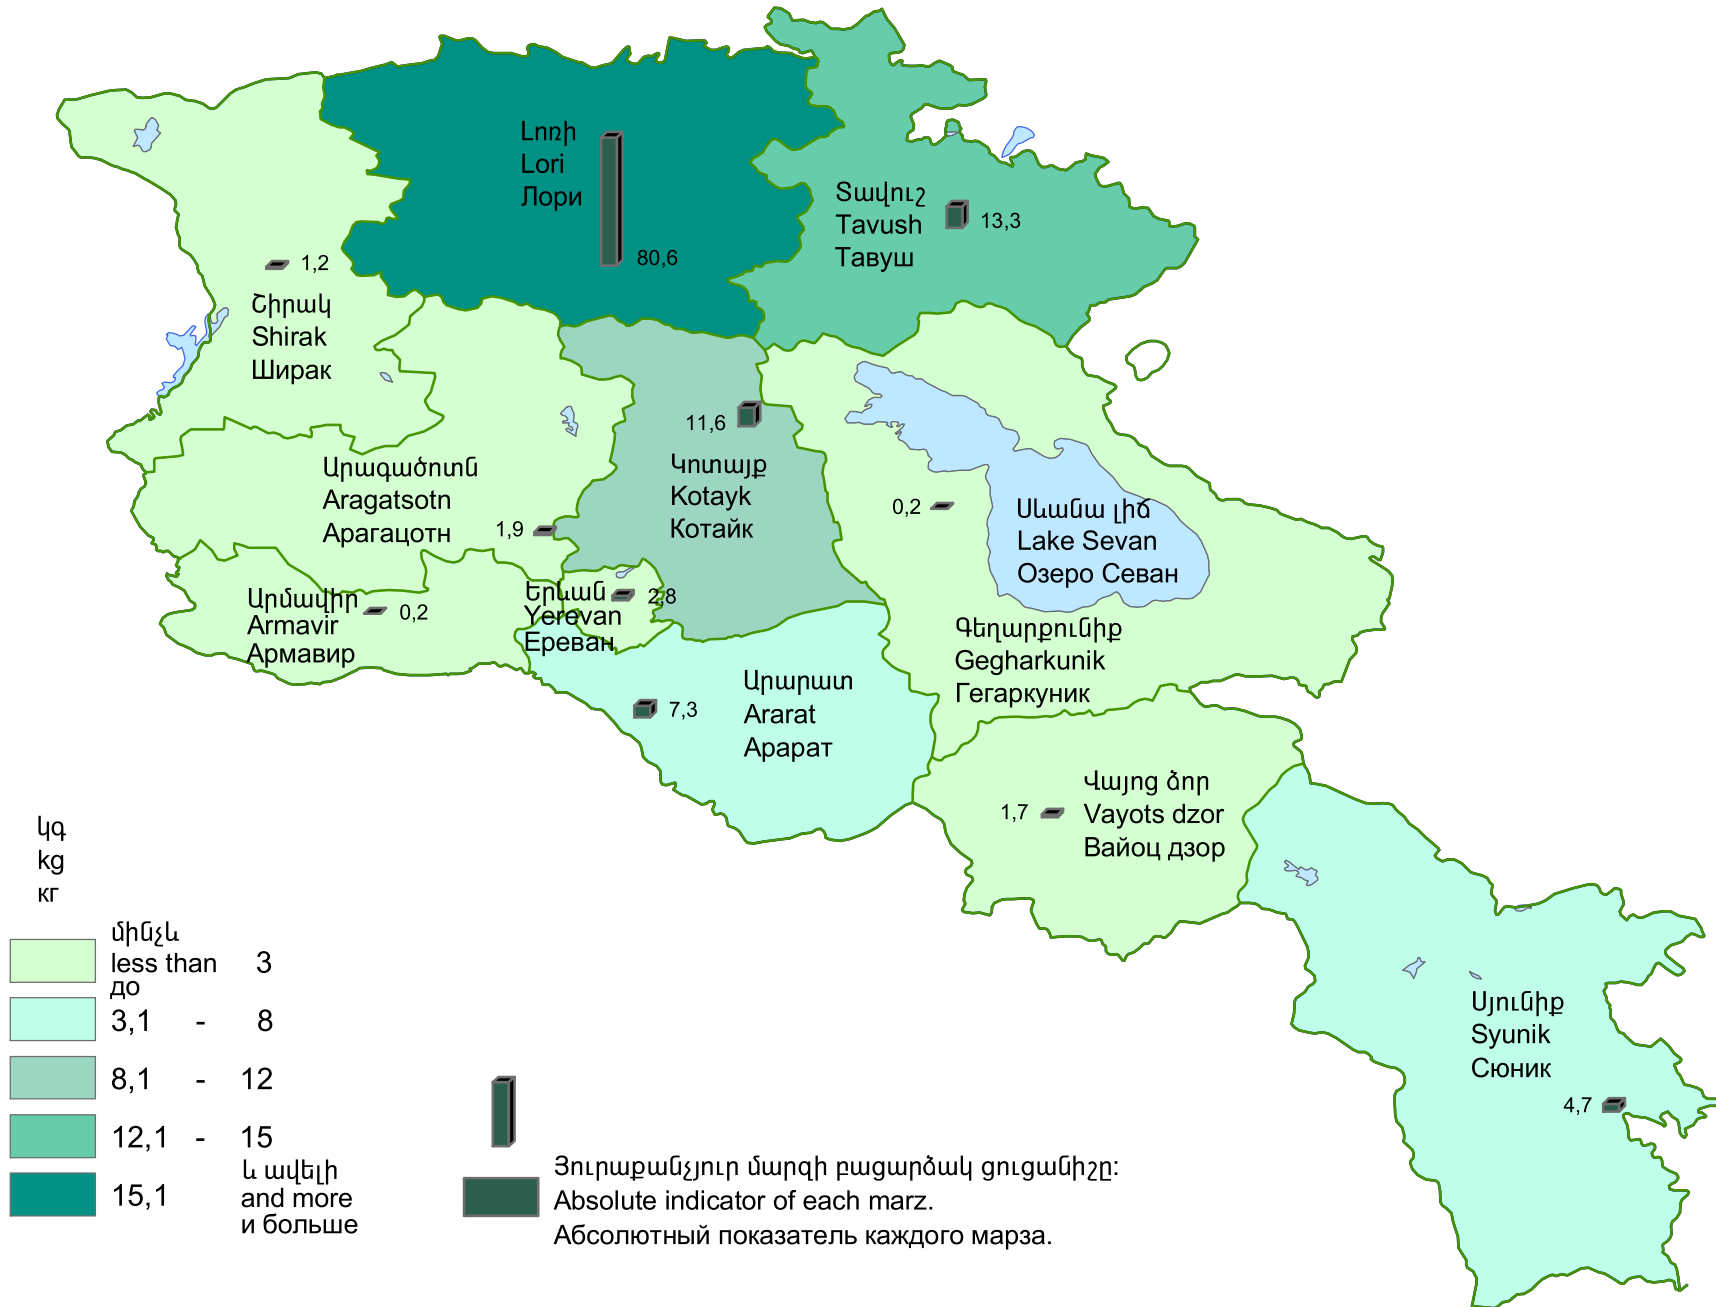 Լոռի
Lori
Лори
80,6
Տավուշ
Tavush
Тавуш
13,3
1,2
Շիրակ
Shirak
Ширак
11,6
Կոտայք
Kotayk
Котайк
Արագածոտն
Aragatsotn
Арагацотн
1,9
0,2
Սևանա լիճ
Lake Sevan
Озеро Севан
Արմավիր
Armavir
Армавир
0,2
Երևան
Yerevan
Ереван
2,8
Գեղարքունիք
Gegharkunik
Гегаркуник
Արարատ
Ararat
Арарат
7,3
1,7
Վայոց ձոր
Vayots dzor
Вайоц дзор
Սյունիք
Syunik
Сюник
4,7
կգ
kg
кг
մինչև
less than 3
до
3,1 - 8
8,1 - 12
12,1 - 15
15,1
և ավելի
and more
и больше
Յուրաքանչյուր մարզի բացարձակ ցուցանիշը:
Absolute indicator of each marz.
Абсолютный показатель каждого марза.